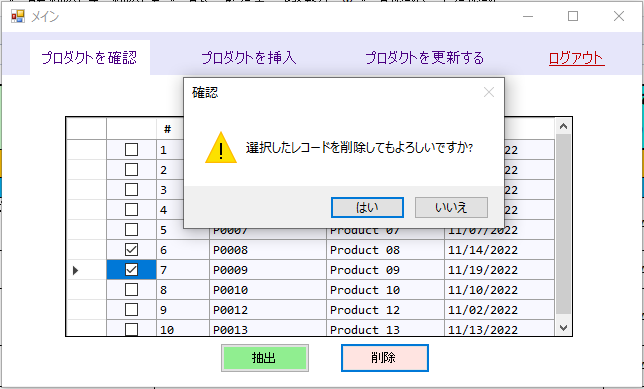 メイン
プロダクトを確認 プロダクトを挿入 プロダクトを更新する ログアウト
確認
選択したレコードを削除してもよろしいですか?
はい いいえ
#
1 /2022
2 /2022
3 /2022
4 /2022
5 P0007 Product 07 11/07/2022
6 P0008 Product 08 11/14/2022
7 P0009 Product 09 11/19/2022
8 P0010 Product 10 11/10/2022
9 P0012 Product 12 11/02/2022
10 P0013 Product 13 11/13/2022
抽出 削除